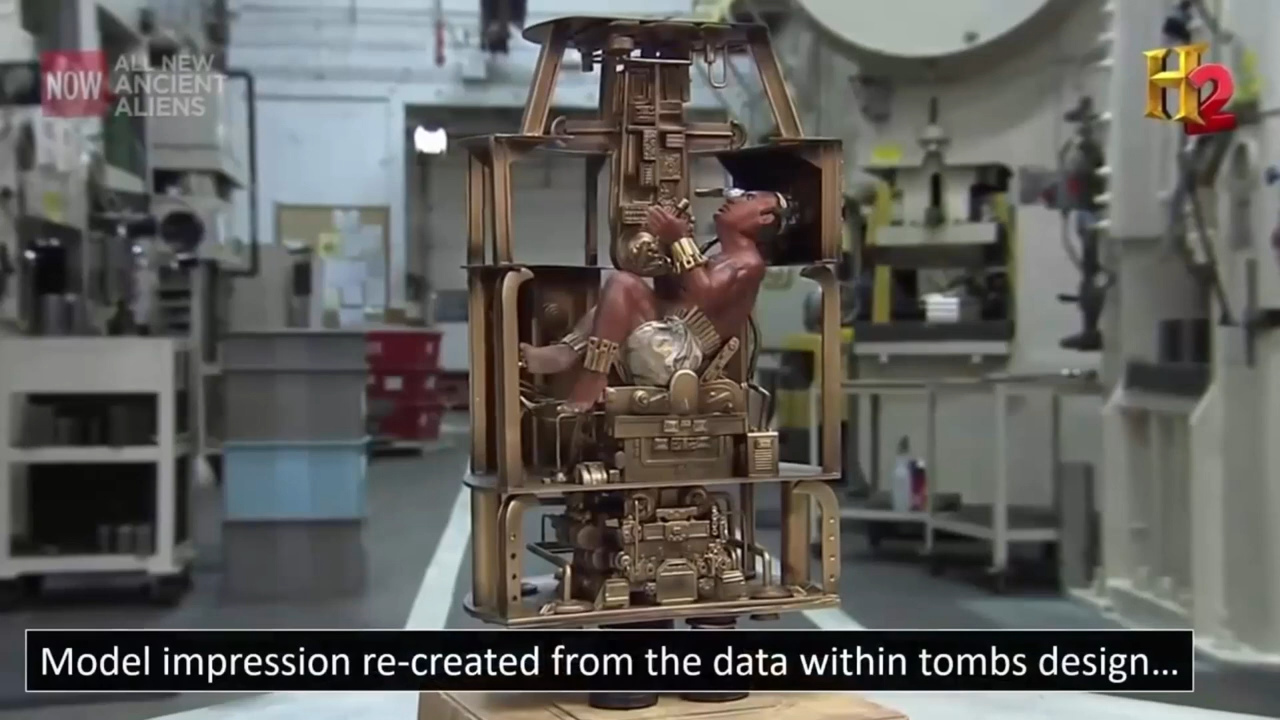 NOW
ALL NEW
ANCIENT
ALIENS
H2
Model impression re-created from the data within tombs design...